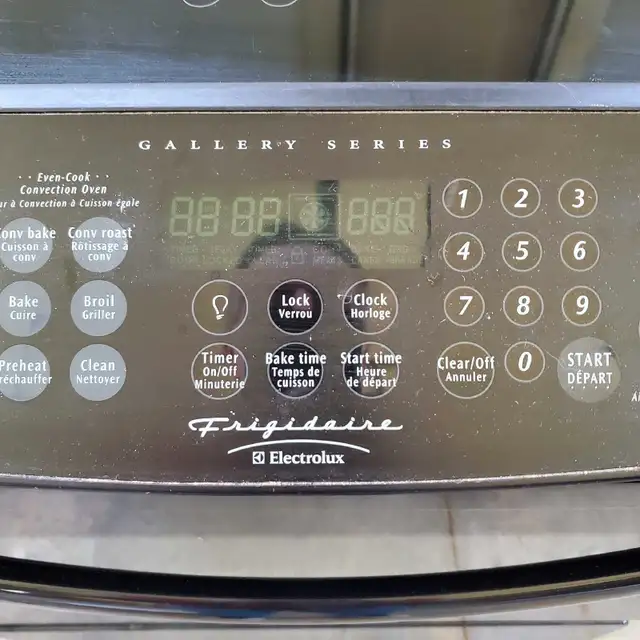 GALLERY SERIES
Even-Cook
Convection Oven
à Convection à Cuisson égale
Conv bake
Cuisson à
conv
Conv roast
Rôtissage à
conv
Bake
Cuire
Broil
Griller
Preheat
Préchauffer
Clean
Nettoyer
Lock
Verrou
Clock
Horloge
Timer
On/Off
Minuterie
Bake time
Temps de
cuisson
Start time
Heure
de départ
1 2 3
4 5 6
7 8 9
Clear/Off
Annuler
0
START
DÉPART
Frigidaire
Electrolux